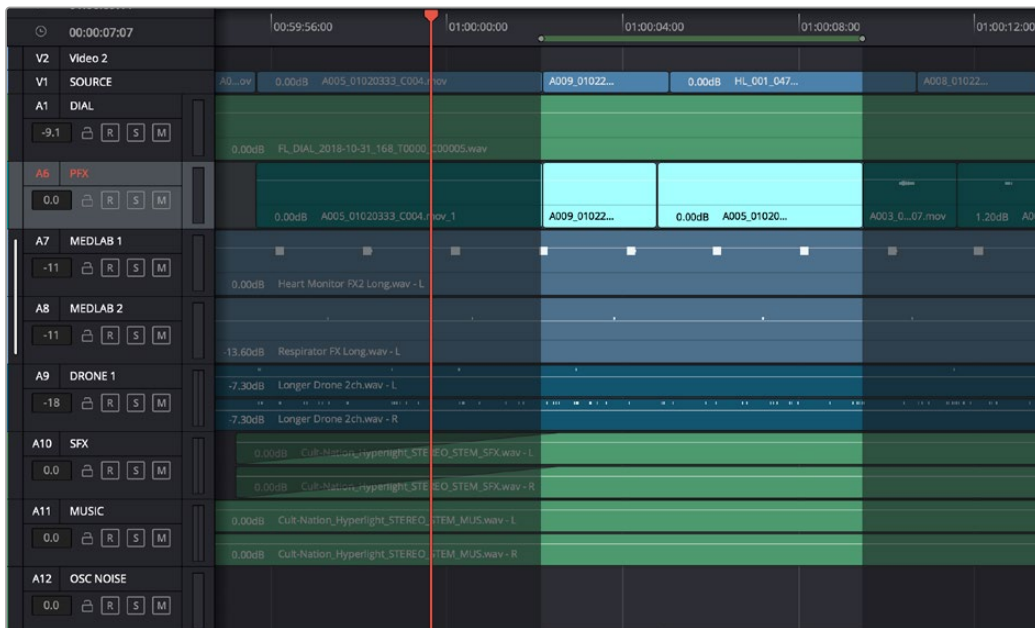 00:00:07:07
00:59:56:00 01:00:00:00 01:00:04:00 01:00:08:00 01:00:12:00
V2 Video 2
V1 SOURCE A0...ov 0.00dB A005_01020333_C004.mov A009_01022... 0.00dB HL_001_047... A008_01022...
A1 DIAL
-9.1 R S M
0.00dB FL_DIAL_2018-10-31_168_T0000_C00005.wav
A6 PFX
0.0 R S M
0.00dB A005_01020333_C004.mov_1 A009_01022... 0.00dB A005_01020... A003_0...07.mov 1.20dB A0
A7 MEDLAB 1
-11 R S M
0.00dB Heart Monitor FX2 Long.wav - L
A8 MEDLAB 2
-11 R S M
-13.60dB Respirator FX Long.wav - L
A9 DRONE 1
-7.30dB Longer Drone 2ch.wav - L
-18 R S M
-7.30dB Longer Drone 2ch.wav - R
A10 SFX
0.00dB Cult-Nation_Hyperlight_STEREO_STEM_SFX.wav - L
0.0 R S M
0.00dB Cult-Nation_Hyperlight_STEREO_STEM_SFX.wav - R
A11 MUSIC
0.00dB Cult-Nation_Hyperlight_STEREO_STEM_MUS.wav - L
0.0 R S M
0.00dB Cult-Nation_Hyperlight_STEREO_STEM_MUS.wav - R
A12 OSC NOISE
0.0 R S M